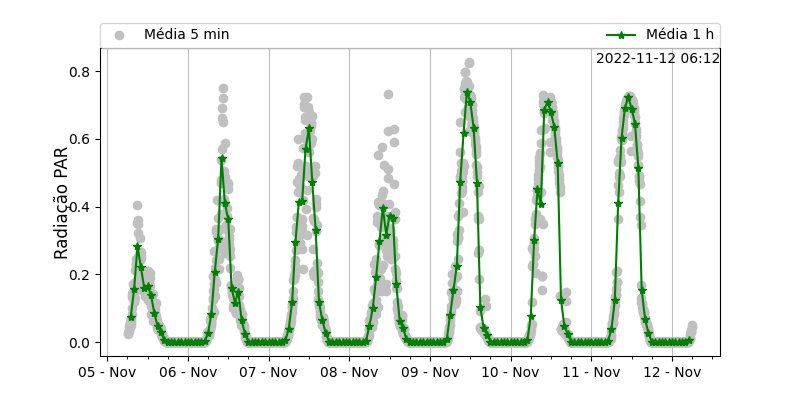 Média 5 min
Média 1 h
2022-11-12 06:12
Radiação PAR
0.8
0.6
0.4
0.2
0.0
05 - Nov
06 - Nov
07 - Nov
08 - Nov
09 - Nov
10 - Nov
11 - Nov
12 - Nov